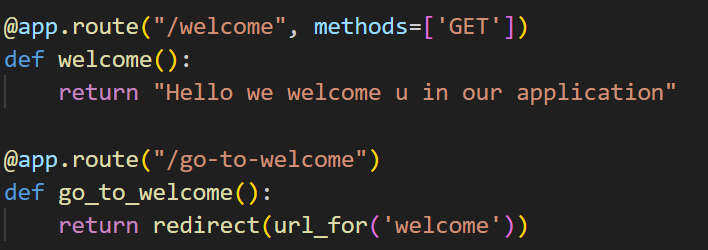 @app.route("/welcome", methods=['GET'])
def welcome():
    return "Hello we welcome u in our application"

@app.route("/go-to-welcome")
def go_to_welcome():
    return redirect(url_for('welcome'))